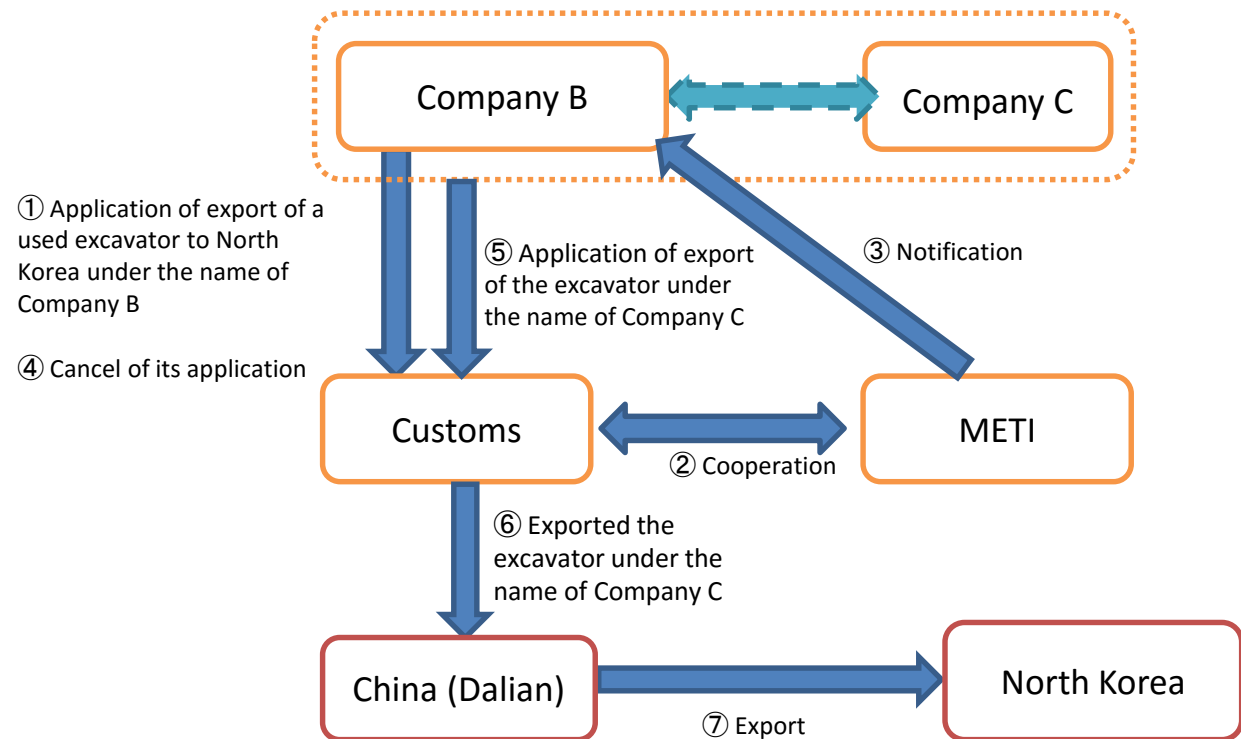 Company B
Company C
① Application of export of a
used excavator to North
Korea under the name of
Company B
④ Cancel of its application
⑤ Application of export
of the excavator under
the name of Company C
③ Notification
Customs
METI
② Cooperation
⑥ Exported the
excavator under the
name of Company C
China (Dalian)
North Korea
⑦ Export